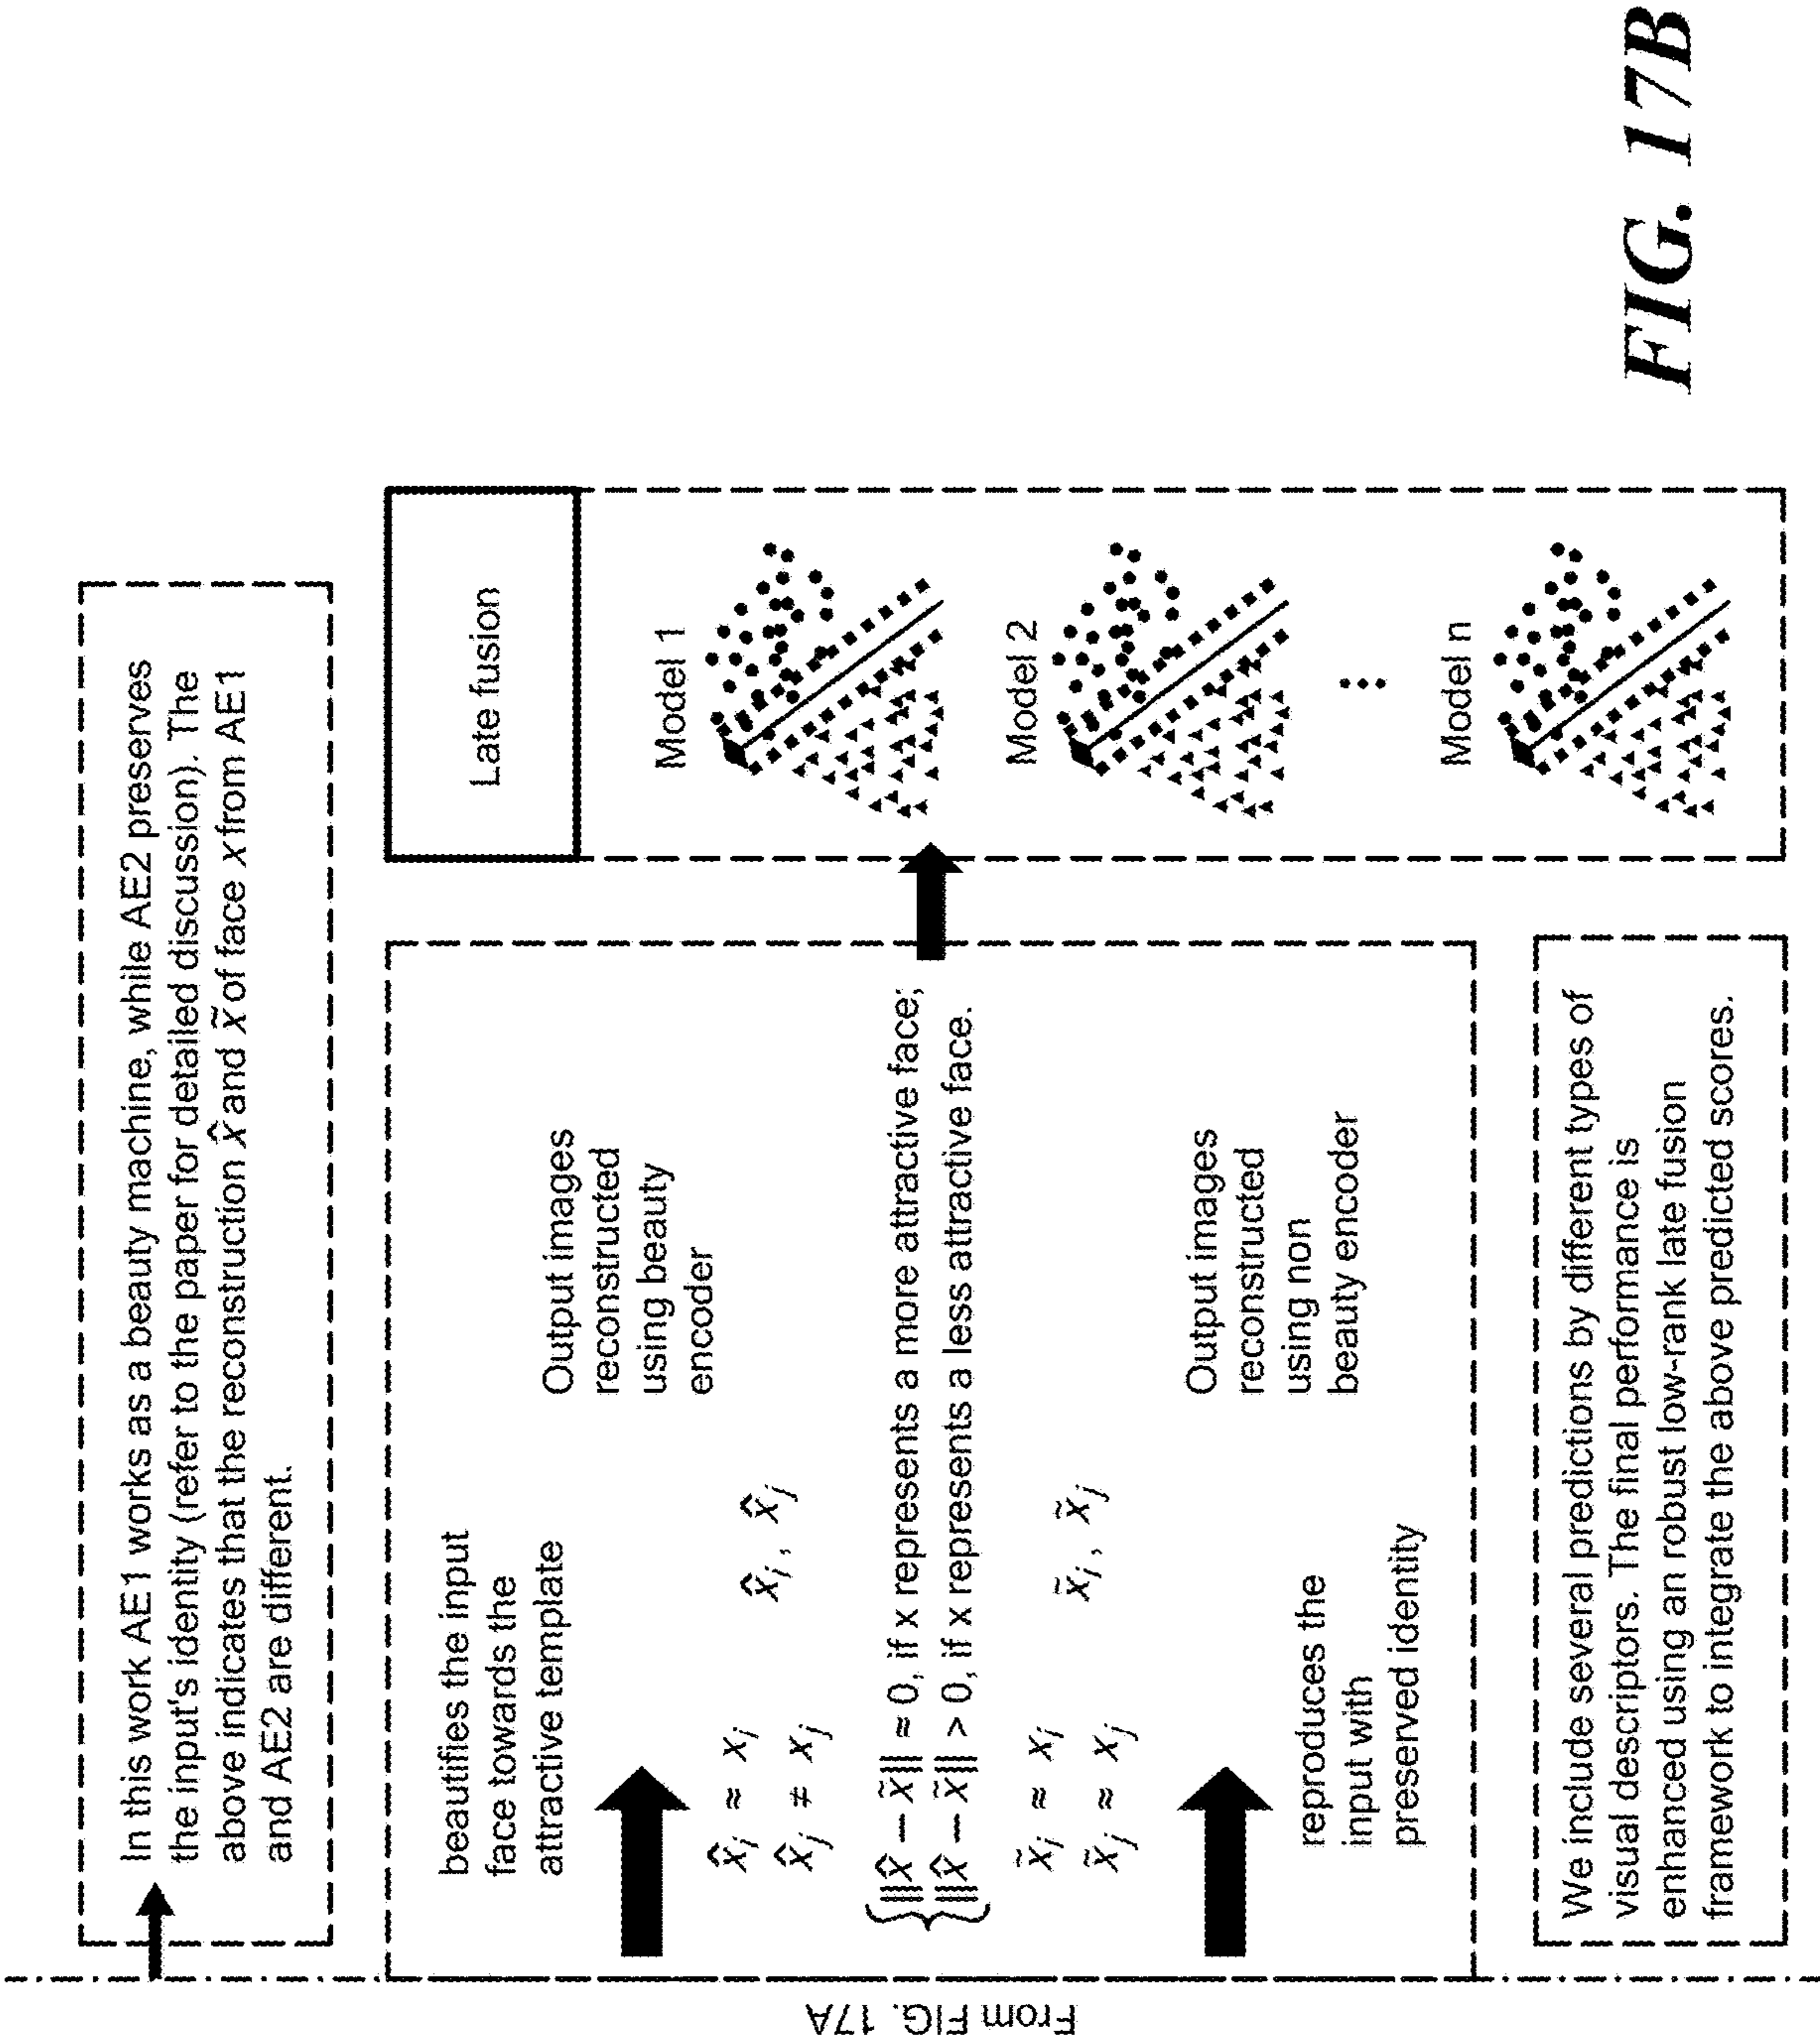 From FIG. 17A
In this work AE1 works as a beauty machine, while AE2 preserves
the input's identity (refer to the paper for detailed discussion). The
above indicates that the reconstruction x̂ and x̃ of face x from AE1
and AE2 are different.
beautifies the input
face towards the
attractive template
Output images
reconstructed
using beauty
encoder
x̂ᵢ ≈ xᵢ
x̂ⱼ ≠ xⱼ
x̂ᵢ, x̂ⱼ
|||x̂ − x̃||| ≈ 0, if x represents a more attractive face;
|||x̂ − x̃||| > 0, if x represents a less attractive face.
x̃ᵢ ≈ xᵢ
x̃ⱼ ≈ xⱼ
x̃ᵢ, x̃ⱼ
reproduces the
input with
preserved identity
Output images
reconstructed
using non
beauty encoder
We include several predictions by different types of
visual descriptors. The final performance is
enhanced using an robust low-rank late fusion
framework to integrate the above predicted scores.
Late fusion
Model 1
Model 2
Model n
FIG. 17B